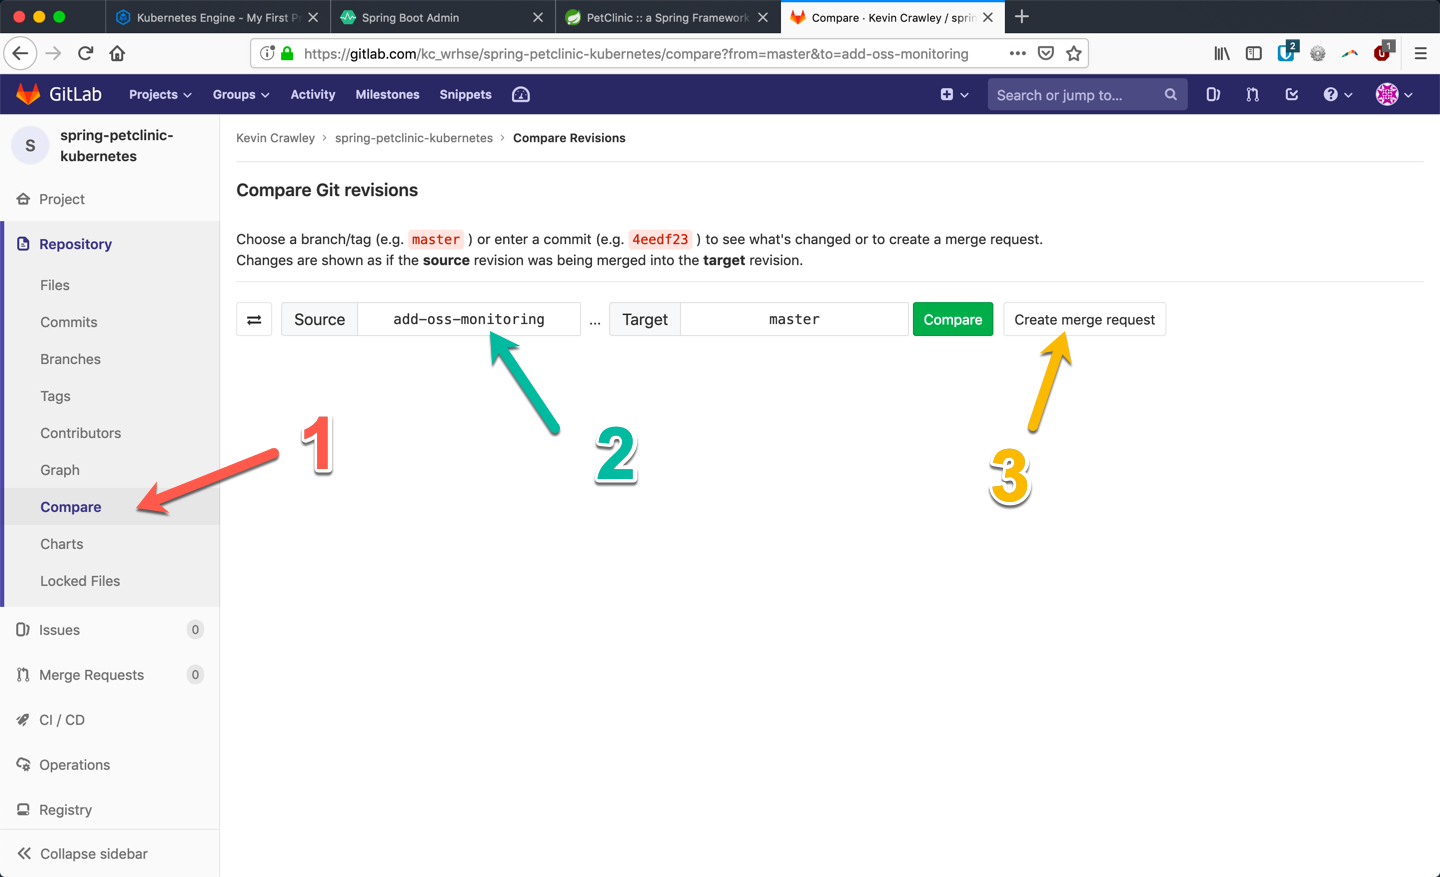 Kubernetes Engine - My First P
Spring Boot Admin
PetClinic :: a Spring Framework
Compare · Kevin Crawley / sprin
https://gitlab.com/kc_wrhse/spring-petclinic-kubernetes/compare?from=master&to=add-oss-monitoring
2
1
GitLab
Projects
Groups
Activity
Milestones
Snippets
Search or jump to...
S
spring-petclinic-
kubernetes
Project
Repository
Files
Commits
Branches
Tags
Contributors
Graph
Compare
Charts
Locked Files
Issues 0
Merge Requests 0
CI / CD
Operations
Registry
Collapse sidebar
Kevin Crawley › spring-petclinic-kubernetes › Compare Revisions
Compare Git revisions
Choose a branch/tag (e.g. master ) or enter a commit (e.g. 4eedf23 ) to see what's changed or to create a merge request.
Changes are shown as if the source revision was being merged into the target revision.
Source add-oss-monitoring ... Target master Compare Create merge request
1
2
3